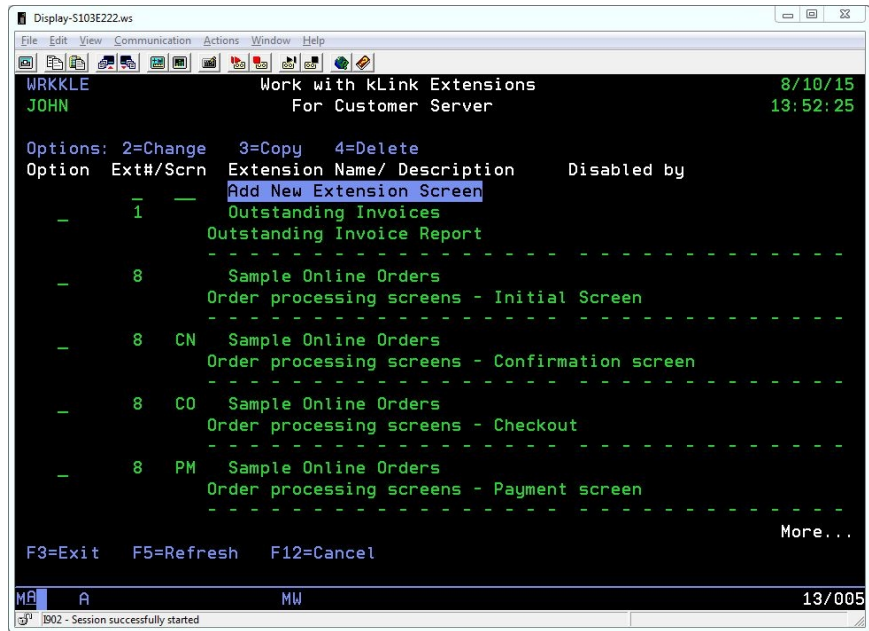 Display-S103E222.ws
File Edit View Communication Actions Window Help
WRKKLE Work with kLink Extensions 8/10/15
JOHN For Customer Server 13:52:25
Options: 2=Change 3=Copy 4=Delete
Option Ext#/Scrn Extension Name/ Description Disabled by
_ __ Add New Extension Screen
_ 1 Outstanding Invoices
Outstanding Invoice Report
- - - - - - - - - - - - - - - - - - - - - - - - - - - - -
_ 8 Sample Online Orders
Order processing screens - Initial Screen
- - - - - - - - - - - - - - - - - - - - - - - - - - - - -
_ 8 CN Sample Online Orders
Order processing screens - Confirmation screen
- - - - - - - - - - - - - - - - - - - - - - - - - - - - -
_ 8 CO Sample Online Orders
Order processing screens - Checkout
- - - - - - - - - - - - - - - - - - - - - - - - - - - - -
_ 8 PM Sample Online Orders
Order processing screens - Payment screen
- - - - - - - - - - - - - - - - - - - - - - - - - - - - -
More...
F3=Exit F5=Refresh F12=Cancel
MA A MW 13/005
I902 - Session successfully started